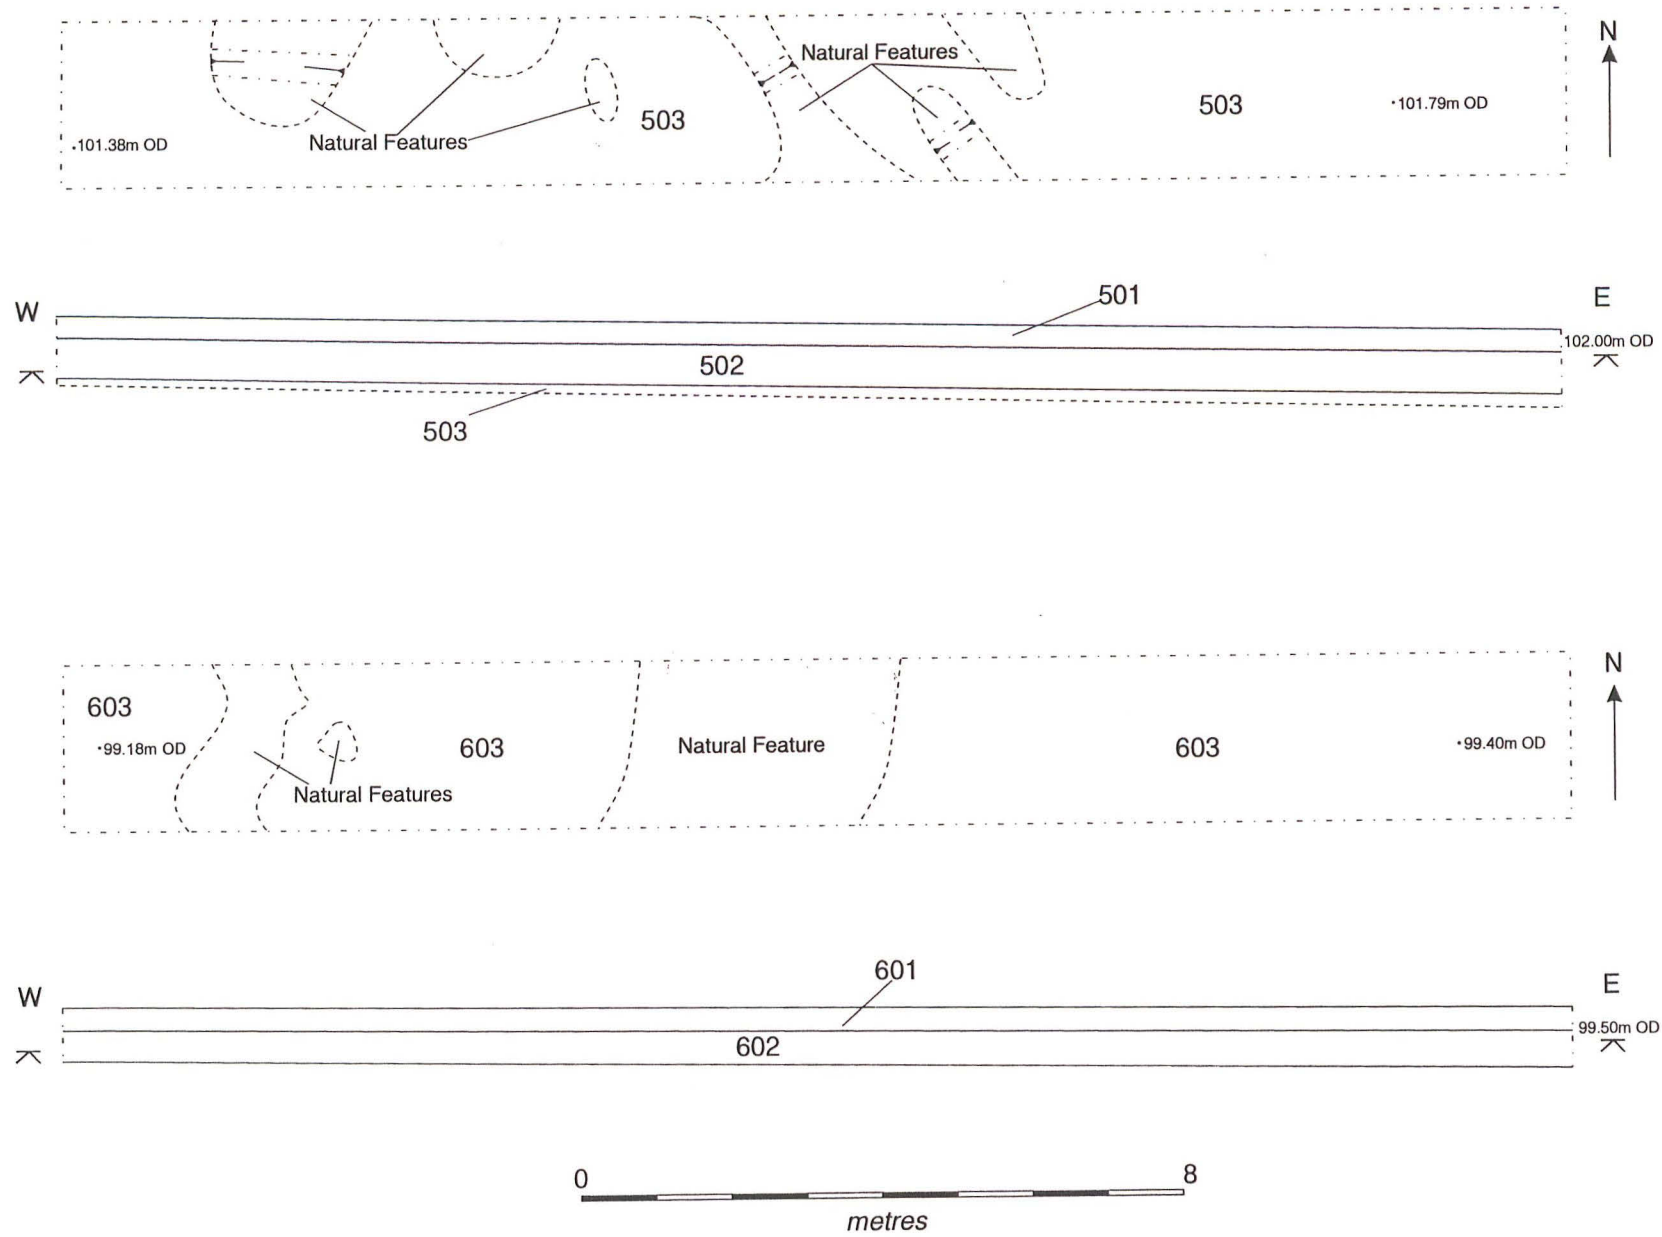 N
Natural Features
503
503
101.79m OD
Natural Features
101.38m OD
501
W
E
102.00m OD
502
503
N
603
99.18m OD
603
Natural Feature
603
99.40m OD
Natural Features
601
W
E
99.50m OD
602
0
8
metres